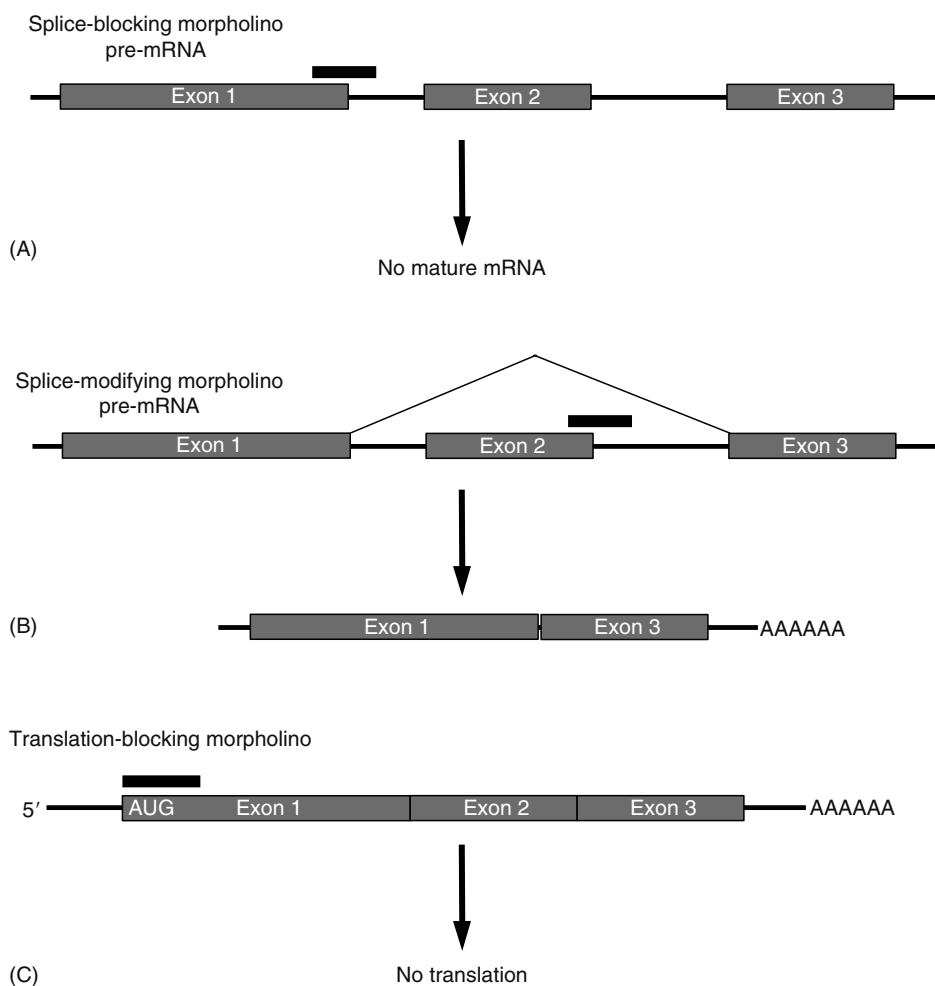 Splice-blocking morpholino
pre-mRNA
Exon 1
Exon 2
Exon 3
(A)
No mature mRNA
Splice-modifying morpholino
pre-mRNA
Exon 1
Exon 2
Exon 3
(B)
Exon 1
Exon 3
AAAAAA
Translation-blocking morpholino
5′
AUG
Exon 1
Exon 2
Exon 3
AAAAAA
(C)
No translation